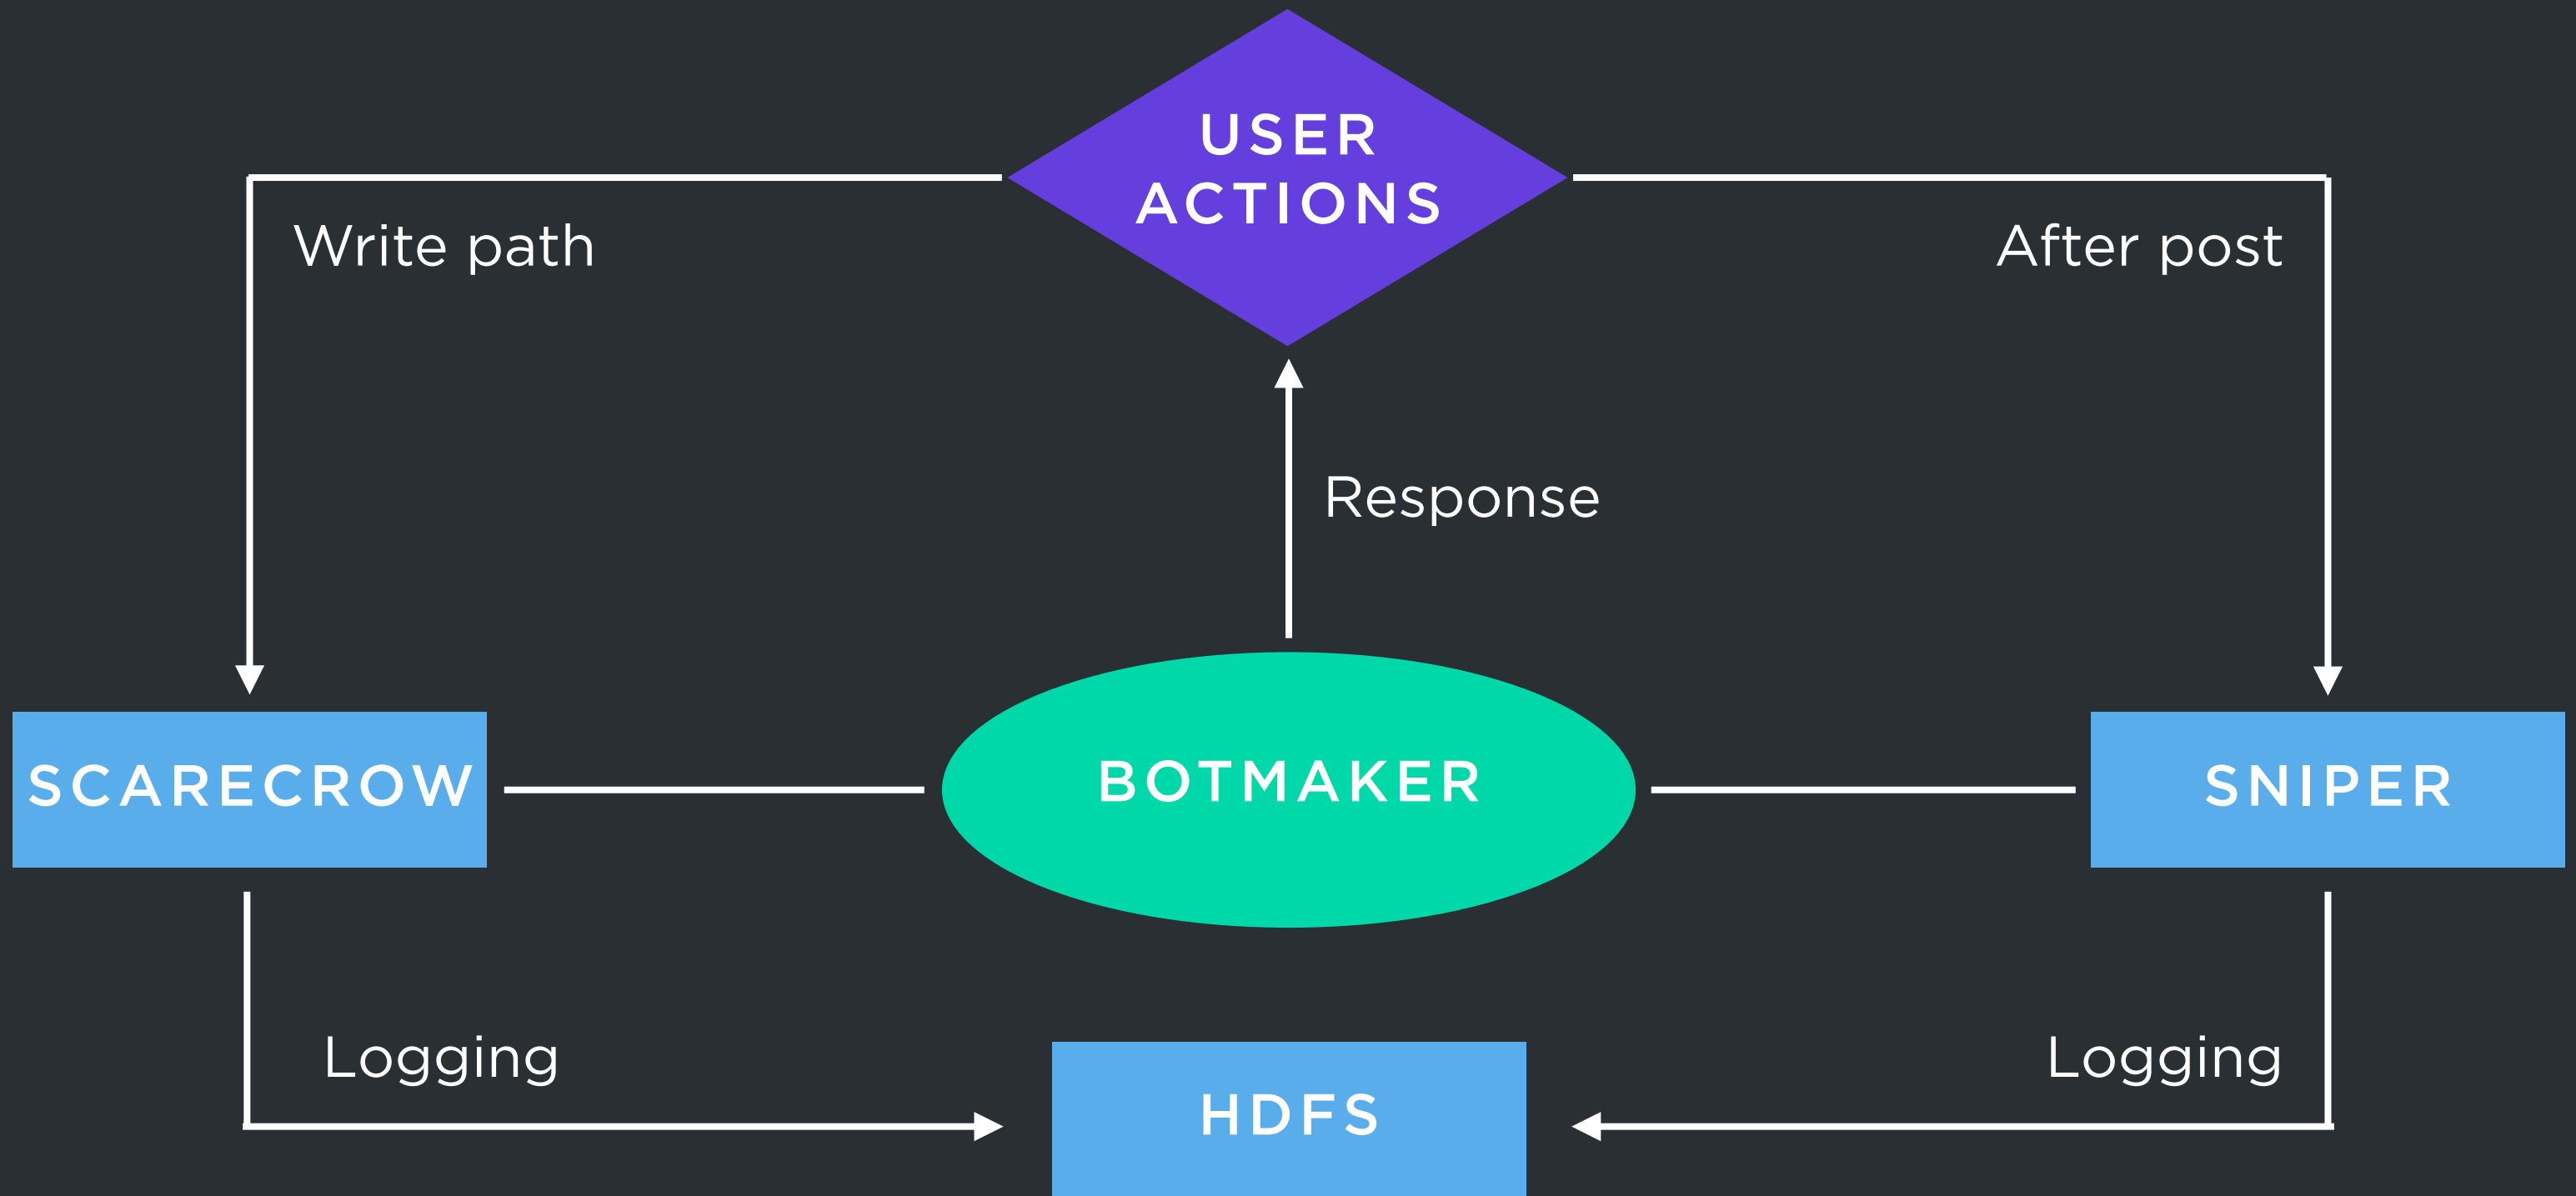 USER
ACTIONS
Write path
After post
Response
SCARECROW
BOTMAKER
SNIPER
Logging
Logging
HDFS